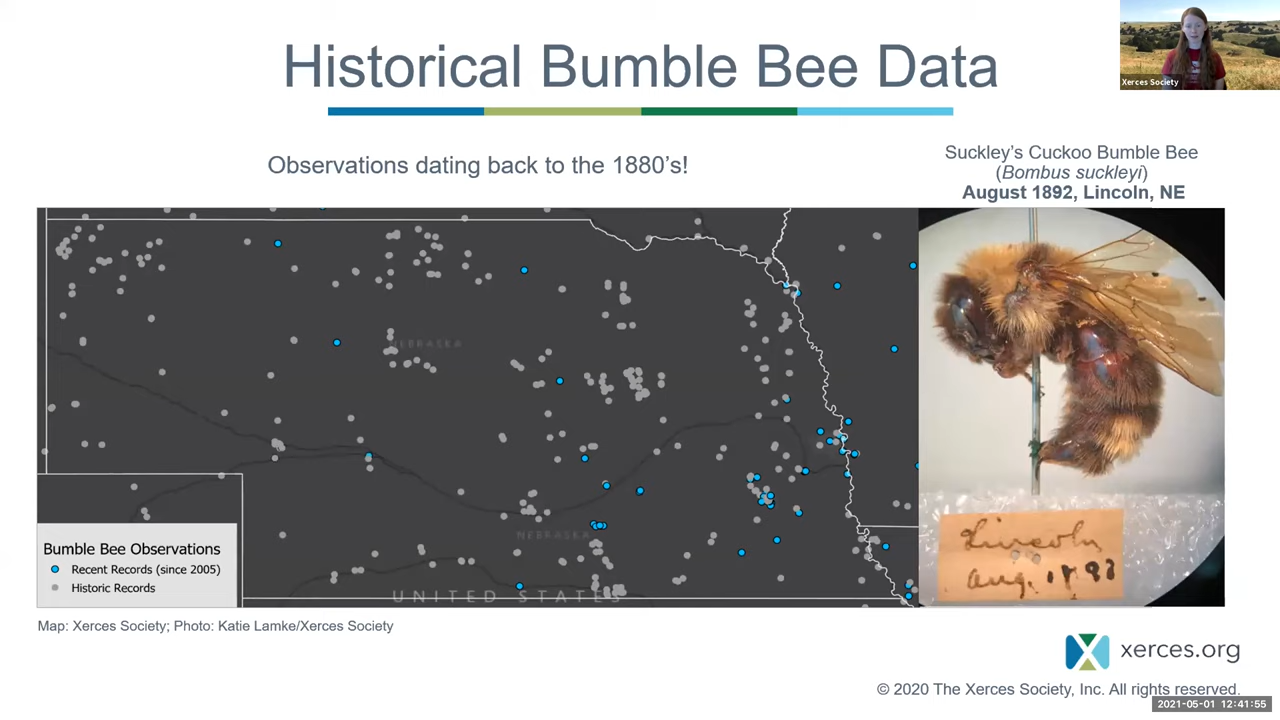 Historical Bumble Bee Data
Xerces Society
Observations dating back to the 1880's!
Suckley's Cuckoo Bumble Bee
(Bombus suckleyi)
August 1892, Lincoln, NE
NEBRASKA
NEBRASKA
UNITED STATES
Bumble Bee Observations
Recent Records (since 2005)
Historic Records
Lincoln
aug.
Map: Xerces Society; Photo: Katie Lamke/Xerces Society
xerces.org
© 2020 The Xerces Society, Inc. All rights reserved.
2021-05-01 12:41:55